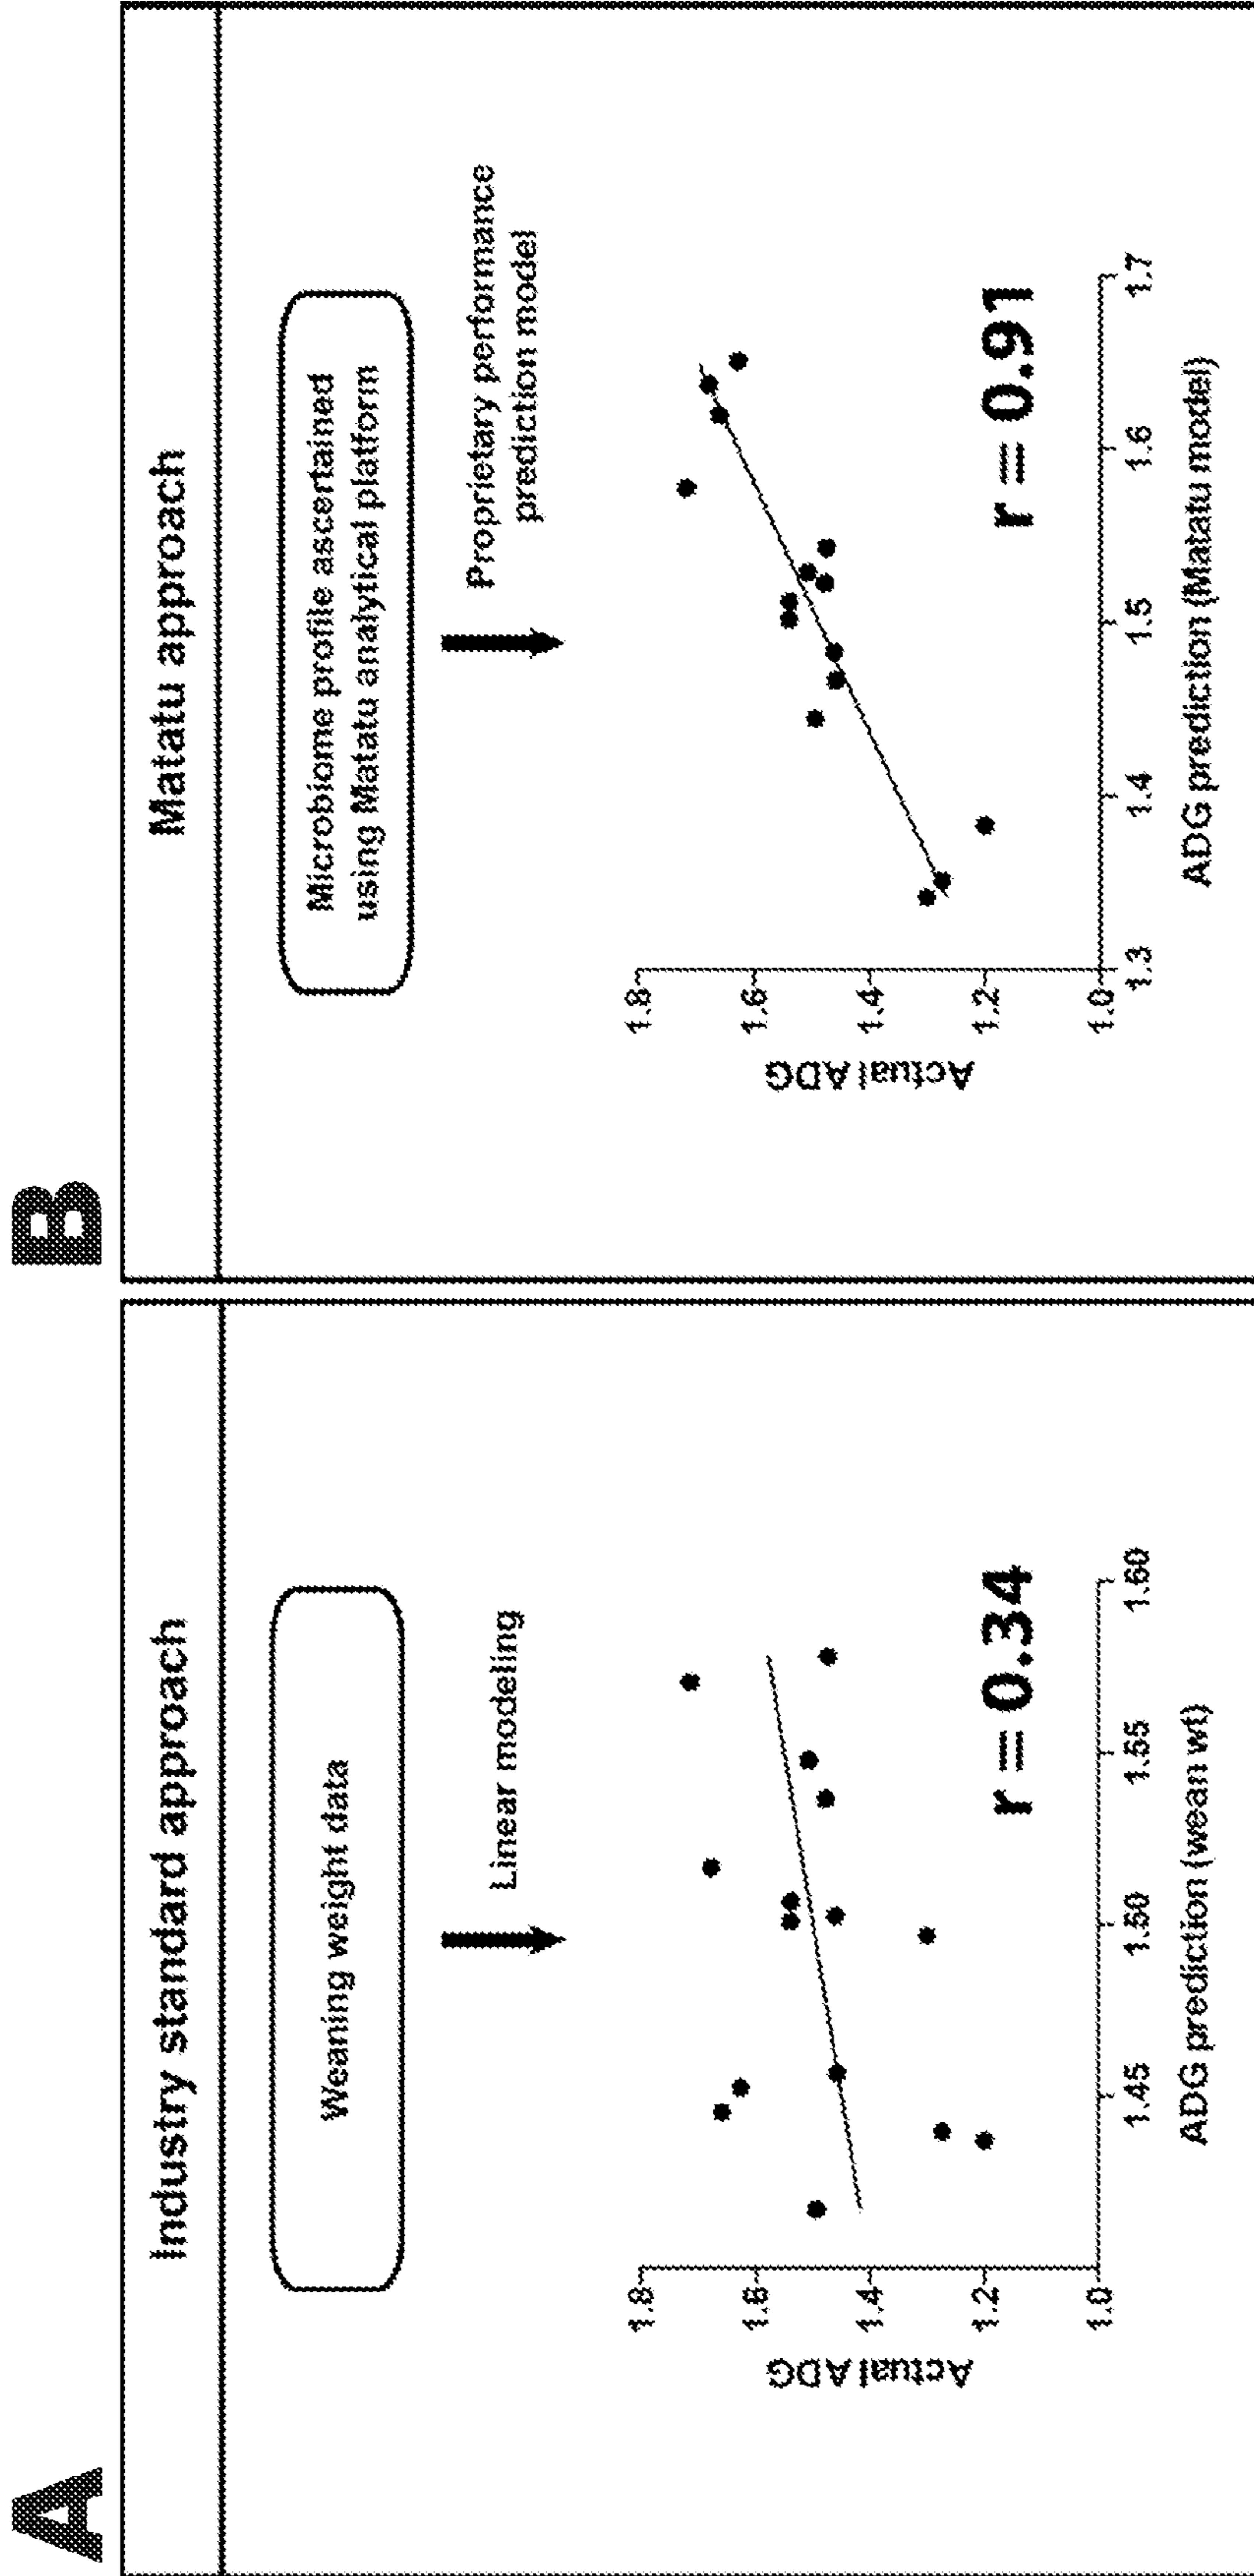 A
Industry standard approach
Weaning weight data
Linear modeling
Actual ADG
1.8
1.6
1.4
1.2
1.0
1.45
1.50
1.55
1.60
r = 0.34
ADG prediction (wean wt)
B
Matatu approach
Microbiome profile ascertained
using Matatu analytical platform
Proprietary performance
prediction model
Actual ADG
1.8
1.6
1.4
1.2
1.0
1.3
1.4
1.5
1.6
1.7
r = 0.91
ADG prediction (Matatu model)